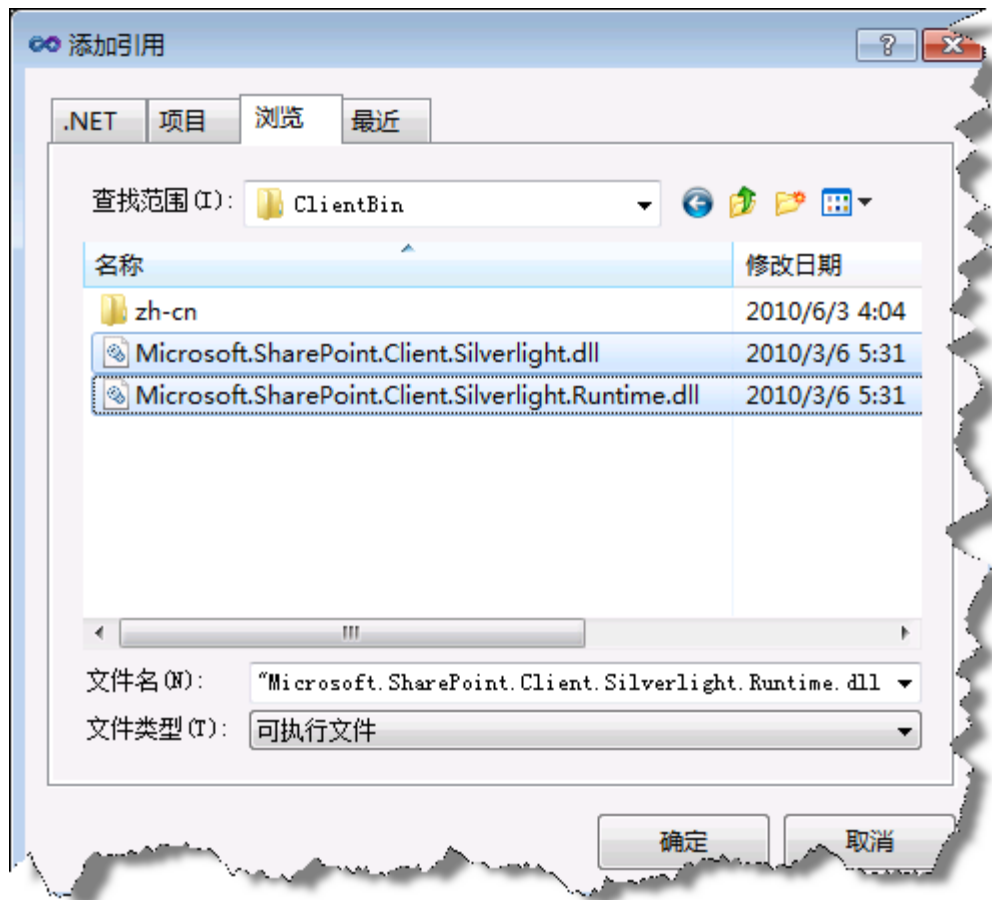 添加引用
.NET 项目 浏览 最近
查找范围(I): ClientBin
名称 修改日期
zh-cn 2010/6/3 4:04
Microsoft.SharePoint.Client.Silverlight.dll 2010/3/6 5:31
Microsoft.SharePoint.Client.Silverlight.Runtime.dll 2010/3/6 5:31
文件名(N): "Microsoft.SharePoint.Client.Silverlight.Runtime.dll
文件类型(T): 可执行文件
确定 取消